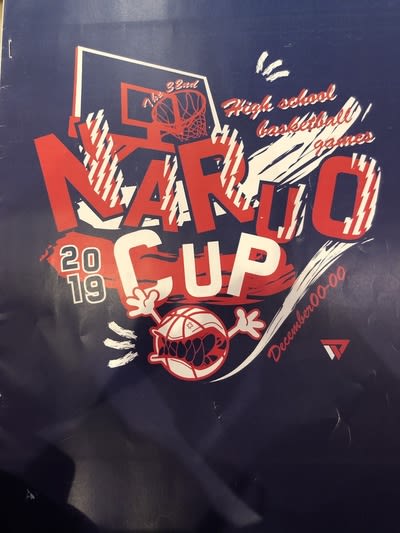 The 32nd
High school
basketball
games
NARUO
CUP
20
19
December00-00